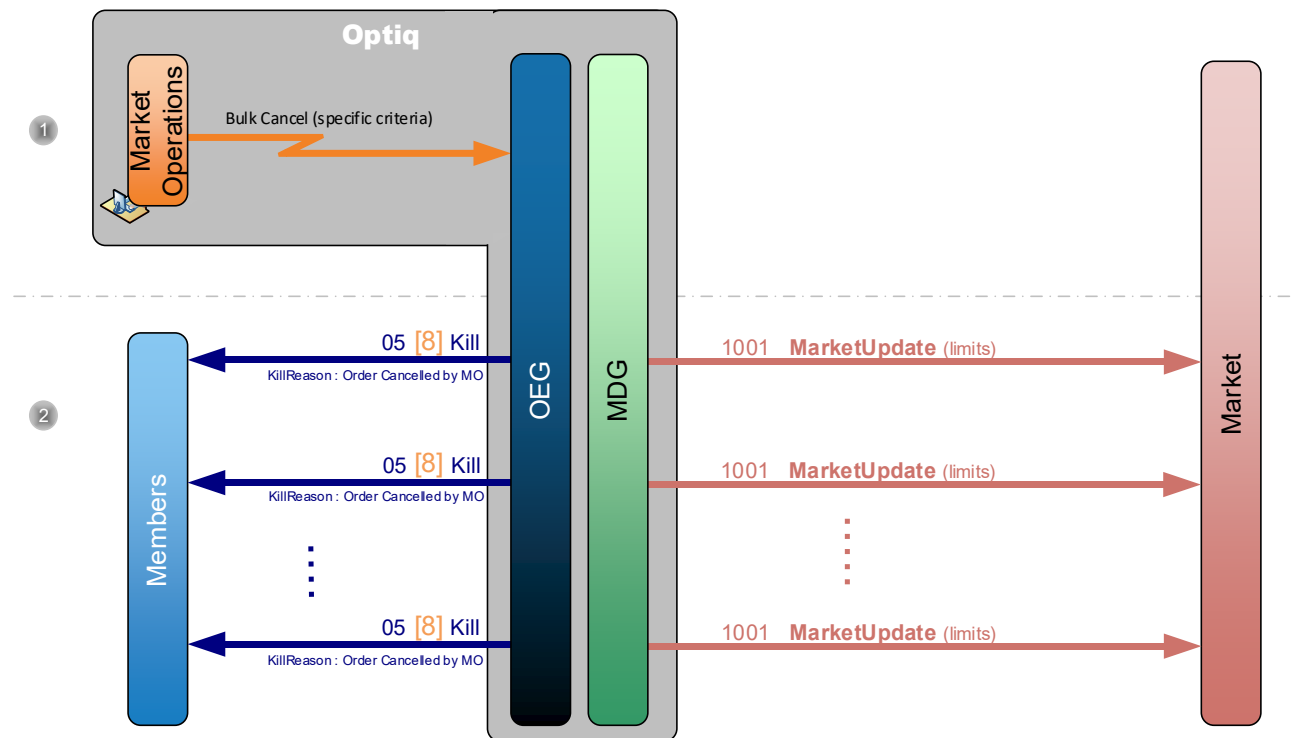 Optiq
Market
Operations
1
Bulk Cancel (specific criteria)
OEG
MDG
Market
Members
2
05 [8] Kill
KillReason : Order Cancelled by MO
1001 MarketUpdate (limits)
05 [8] Kill
KillReason : Order Cancelled by MO
1001 MarketUpdate (limits)
05 [8] Kill
KillReason : Order Cancelled by MO
1001 MarketUpdate (limits)